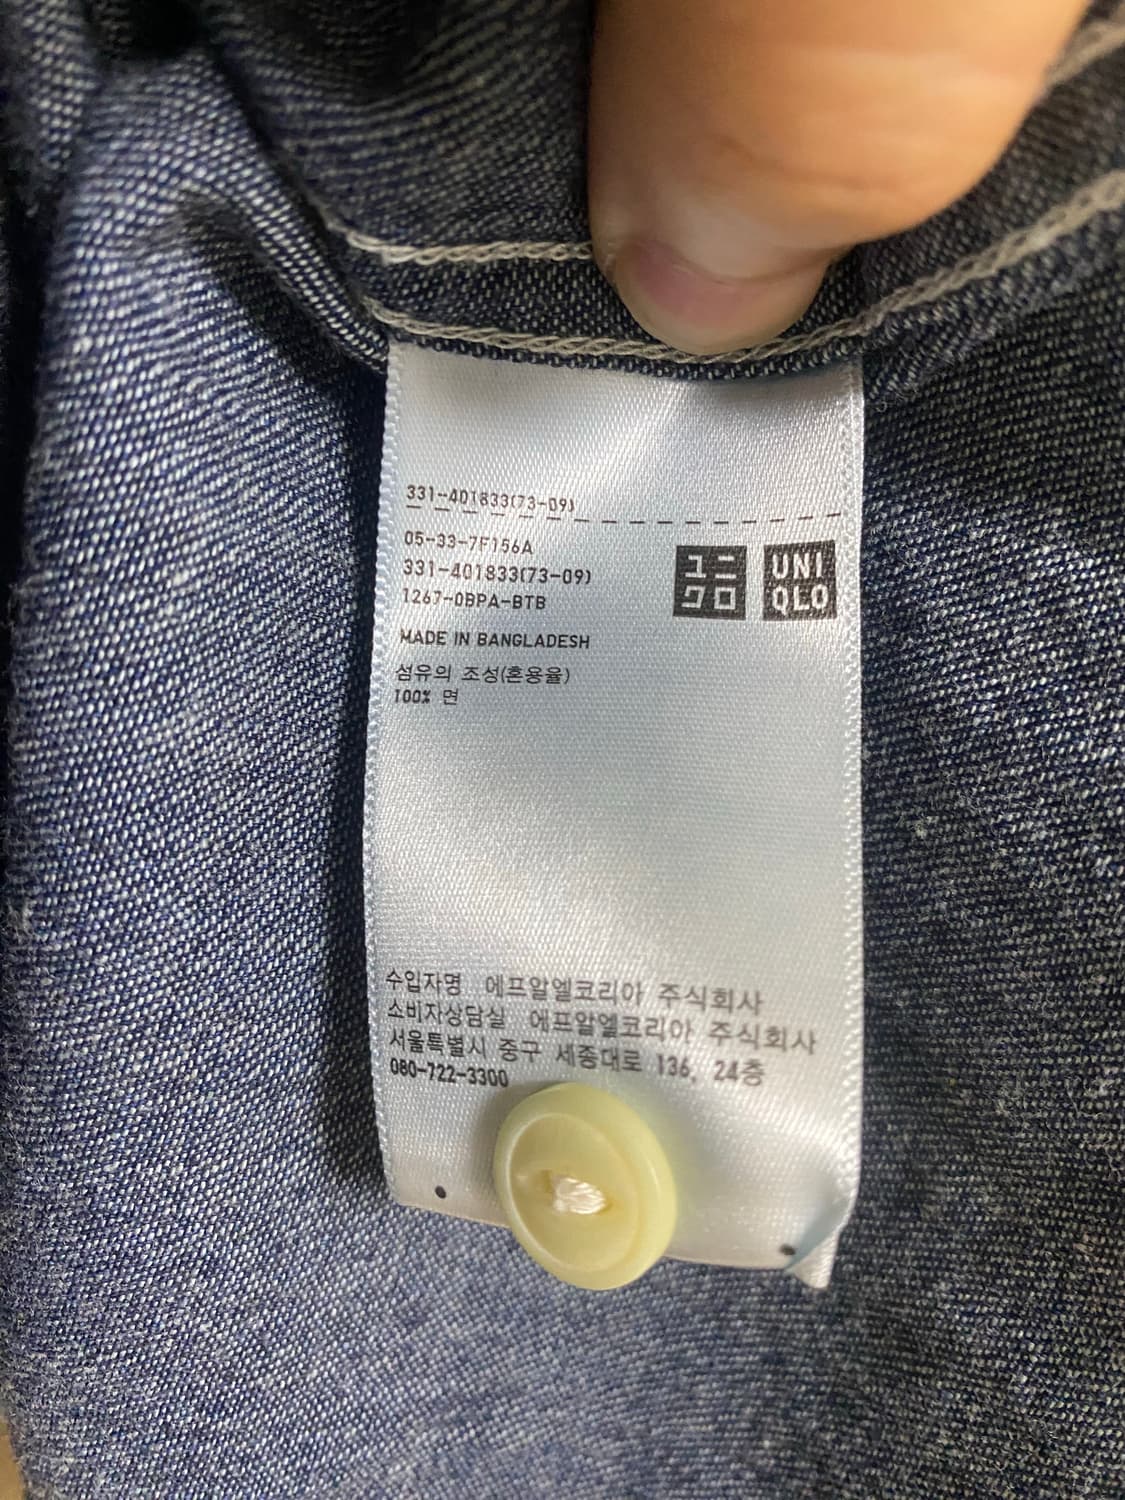 331-401833(73-09)
05-33-7F156A
331-401833(73-09)
1267-0BPA-BTB
ユニ
クロ
UNI
QLO
MADE IN BANGLADESH
섬유의 조성(혼용율)
100% 면
수입자명 에프알엘코리아 주식회사
소비자상담실 에프알엘코리아 주식회사
서울특별시 중구 세종대로 136, 24층
080-722-3300